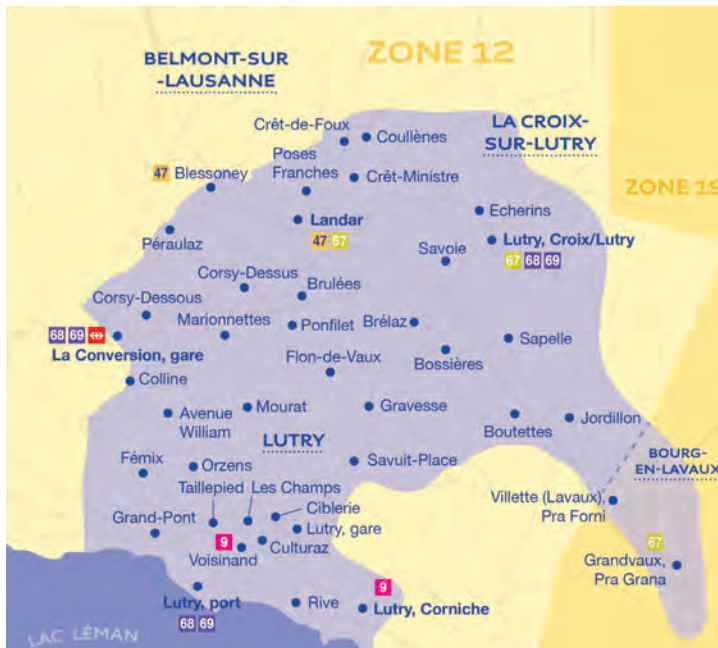 ZONE 12
BELMONT-SUR
-LAUSANNE
LA CROIX-
SUR-LUTRY
Crêt-de-Foux
Coullènes
Poses
Franches
47 Blessoney
Crêt-Ministre
ZONE 19
Echerins
Landar
47 67
Péraulaz
Lutry, Croix/Lutry
67 68 69
Savoie
Corsy-Dessus
Brulées
Corsy-Dessous
Marionnettes
Ponfilet
Brélaz
68 69
La Conversion, gare
Sapelle
Flon-de-Vaux
Bossières
Colline
Avenue
William
Mourat
Gravesse
Boutettes
Jordillon
LUTRY
BOURG-
EN-LAVAUX
Fémix
Orzens
Savuit-Place
Taillepied
Les Champs
Villette (Lavaux),
Pra Forni
Ciblerie
Grand-Pont
Lutry, gare
9
Voisinand
Culturaz
67
Grandvaux,
Pra Grana
9
Lutry, port
68 69
Rive
Lutry, Corniche
LAC LÉMAN